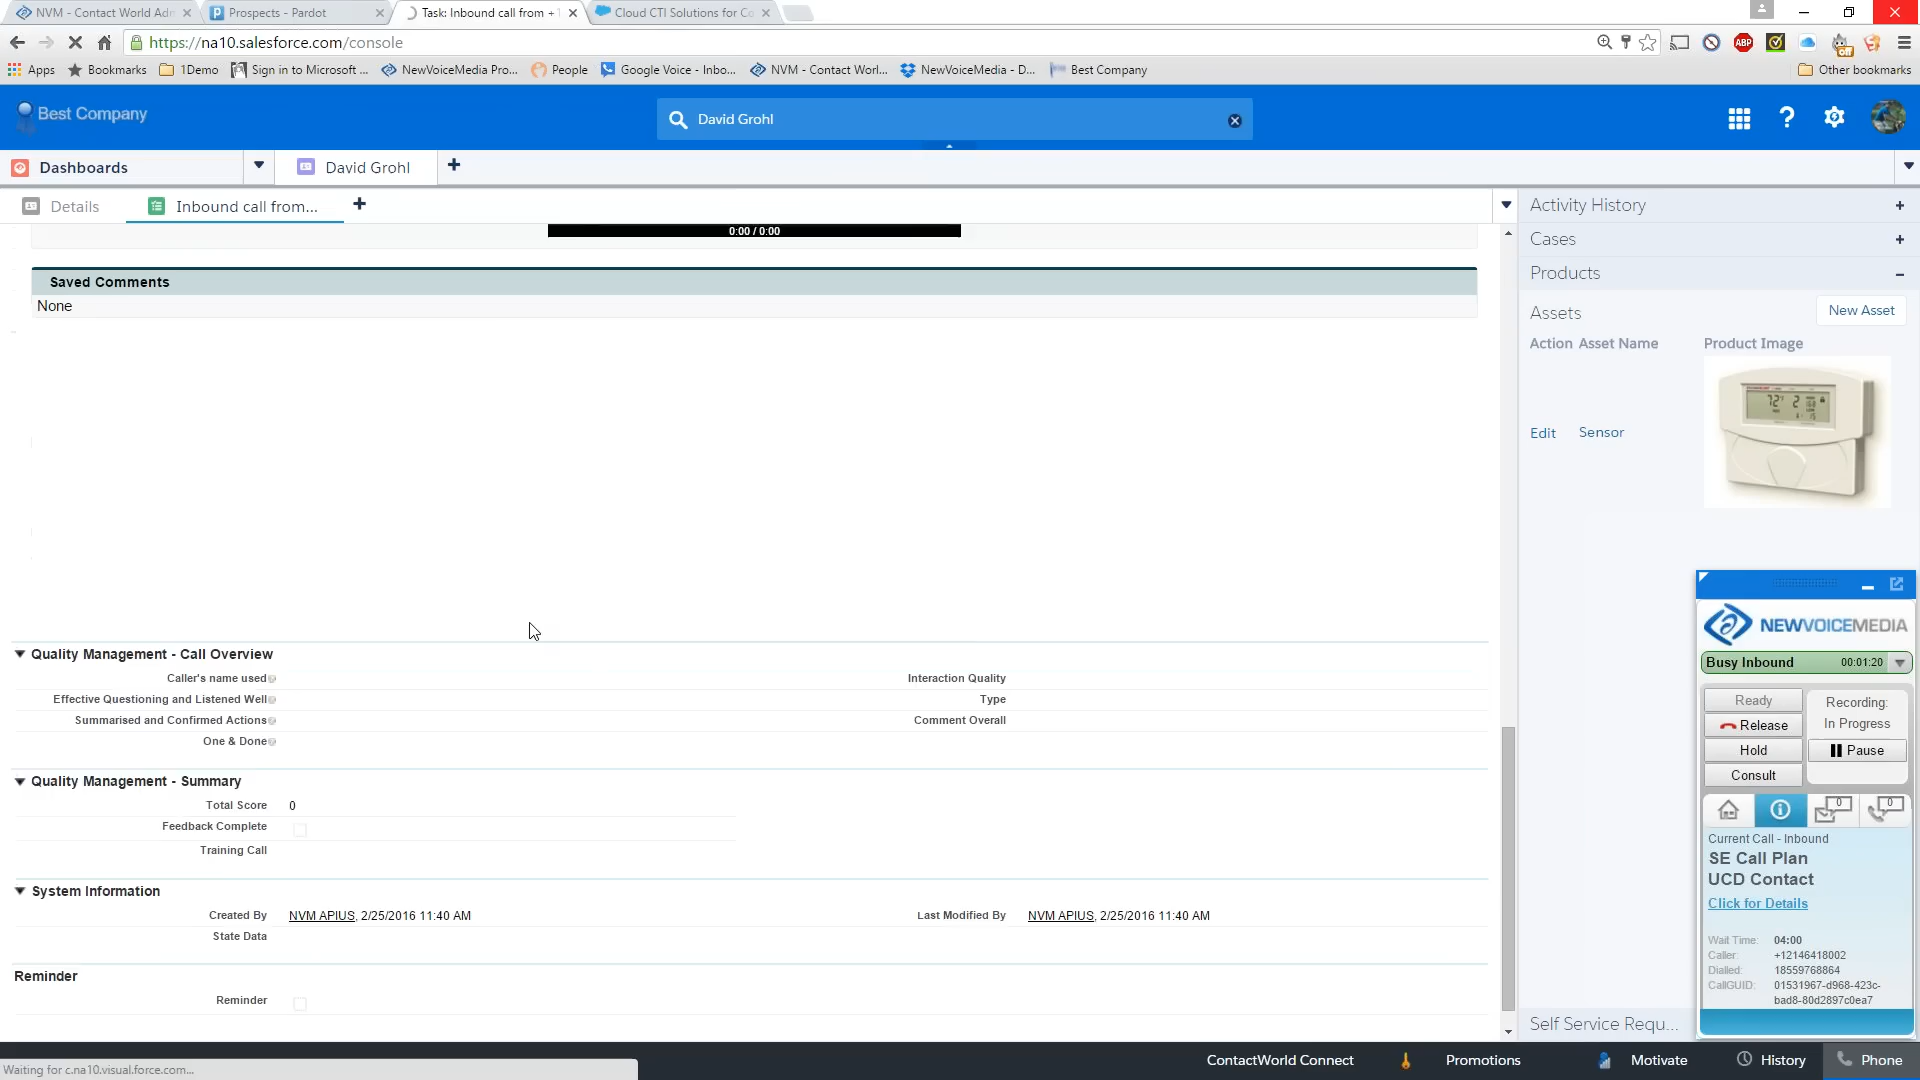 NVM - Contact World Adm
Prospects - Pardot
Task: Inbound call from +1
Cloud CTI Solutions for Co
https://na10.salesforce.com/console
ABP
off
Apps
Bookmarks
1Demo
Sign in to Microsoft ...
NewVoiceMedia Pro...
People
Google Voice - Inbo...
NVM - Contact Worl...
NewVoiceMedia - D...
Best Company
Other bookmarks
Best Company
David Grohl
Dashboards
David Grohl
Details
Inbound call from...
Activity History
Cases
Products
0:00 / 0:00
Saved Comments
None
Assets
New Asset
Action Asset Name
Product Image
Edit
Sensor
Quality Management - Call Overview
Caller's name used
Interaction Quality
Effective Questioning and Listened Well
Type
Summarised and Confirmed Actions
Comment Overall
One & Done
Quality Management - Summary
Total Score 0
Feedback Complete
Training Call
System Information
Created By NVM APIUS, 2/25/2016 11:40 AM
Last Modified By NVM APIUS, 2/25/2016 11:40 AM
State Data
Reminder
Reminder
NEWVOICEMEDIA
Busy Inbound 00:01:20
Ready
Release
Hold
Consult
Recording:
In Progress
Pause
0
0
Current Call - Inbound
SE Call Plan
UCD Contact
Click for Details
Wait Time: 04:00
Caller: +12146418002
Dialled: 18559768864
CallGUID: 01531967-d968-423c-
bad8-80d2897c0ea7
Self Service Requ...
ContactWorld Connect
Promotions
Motivate
History
Phone
Waiting for c.na10.visual.force.com...